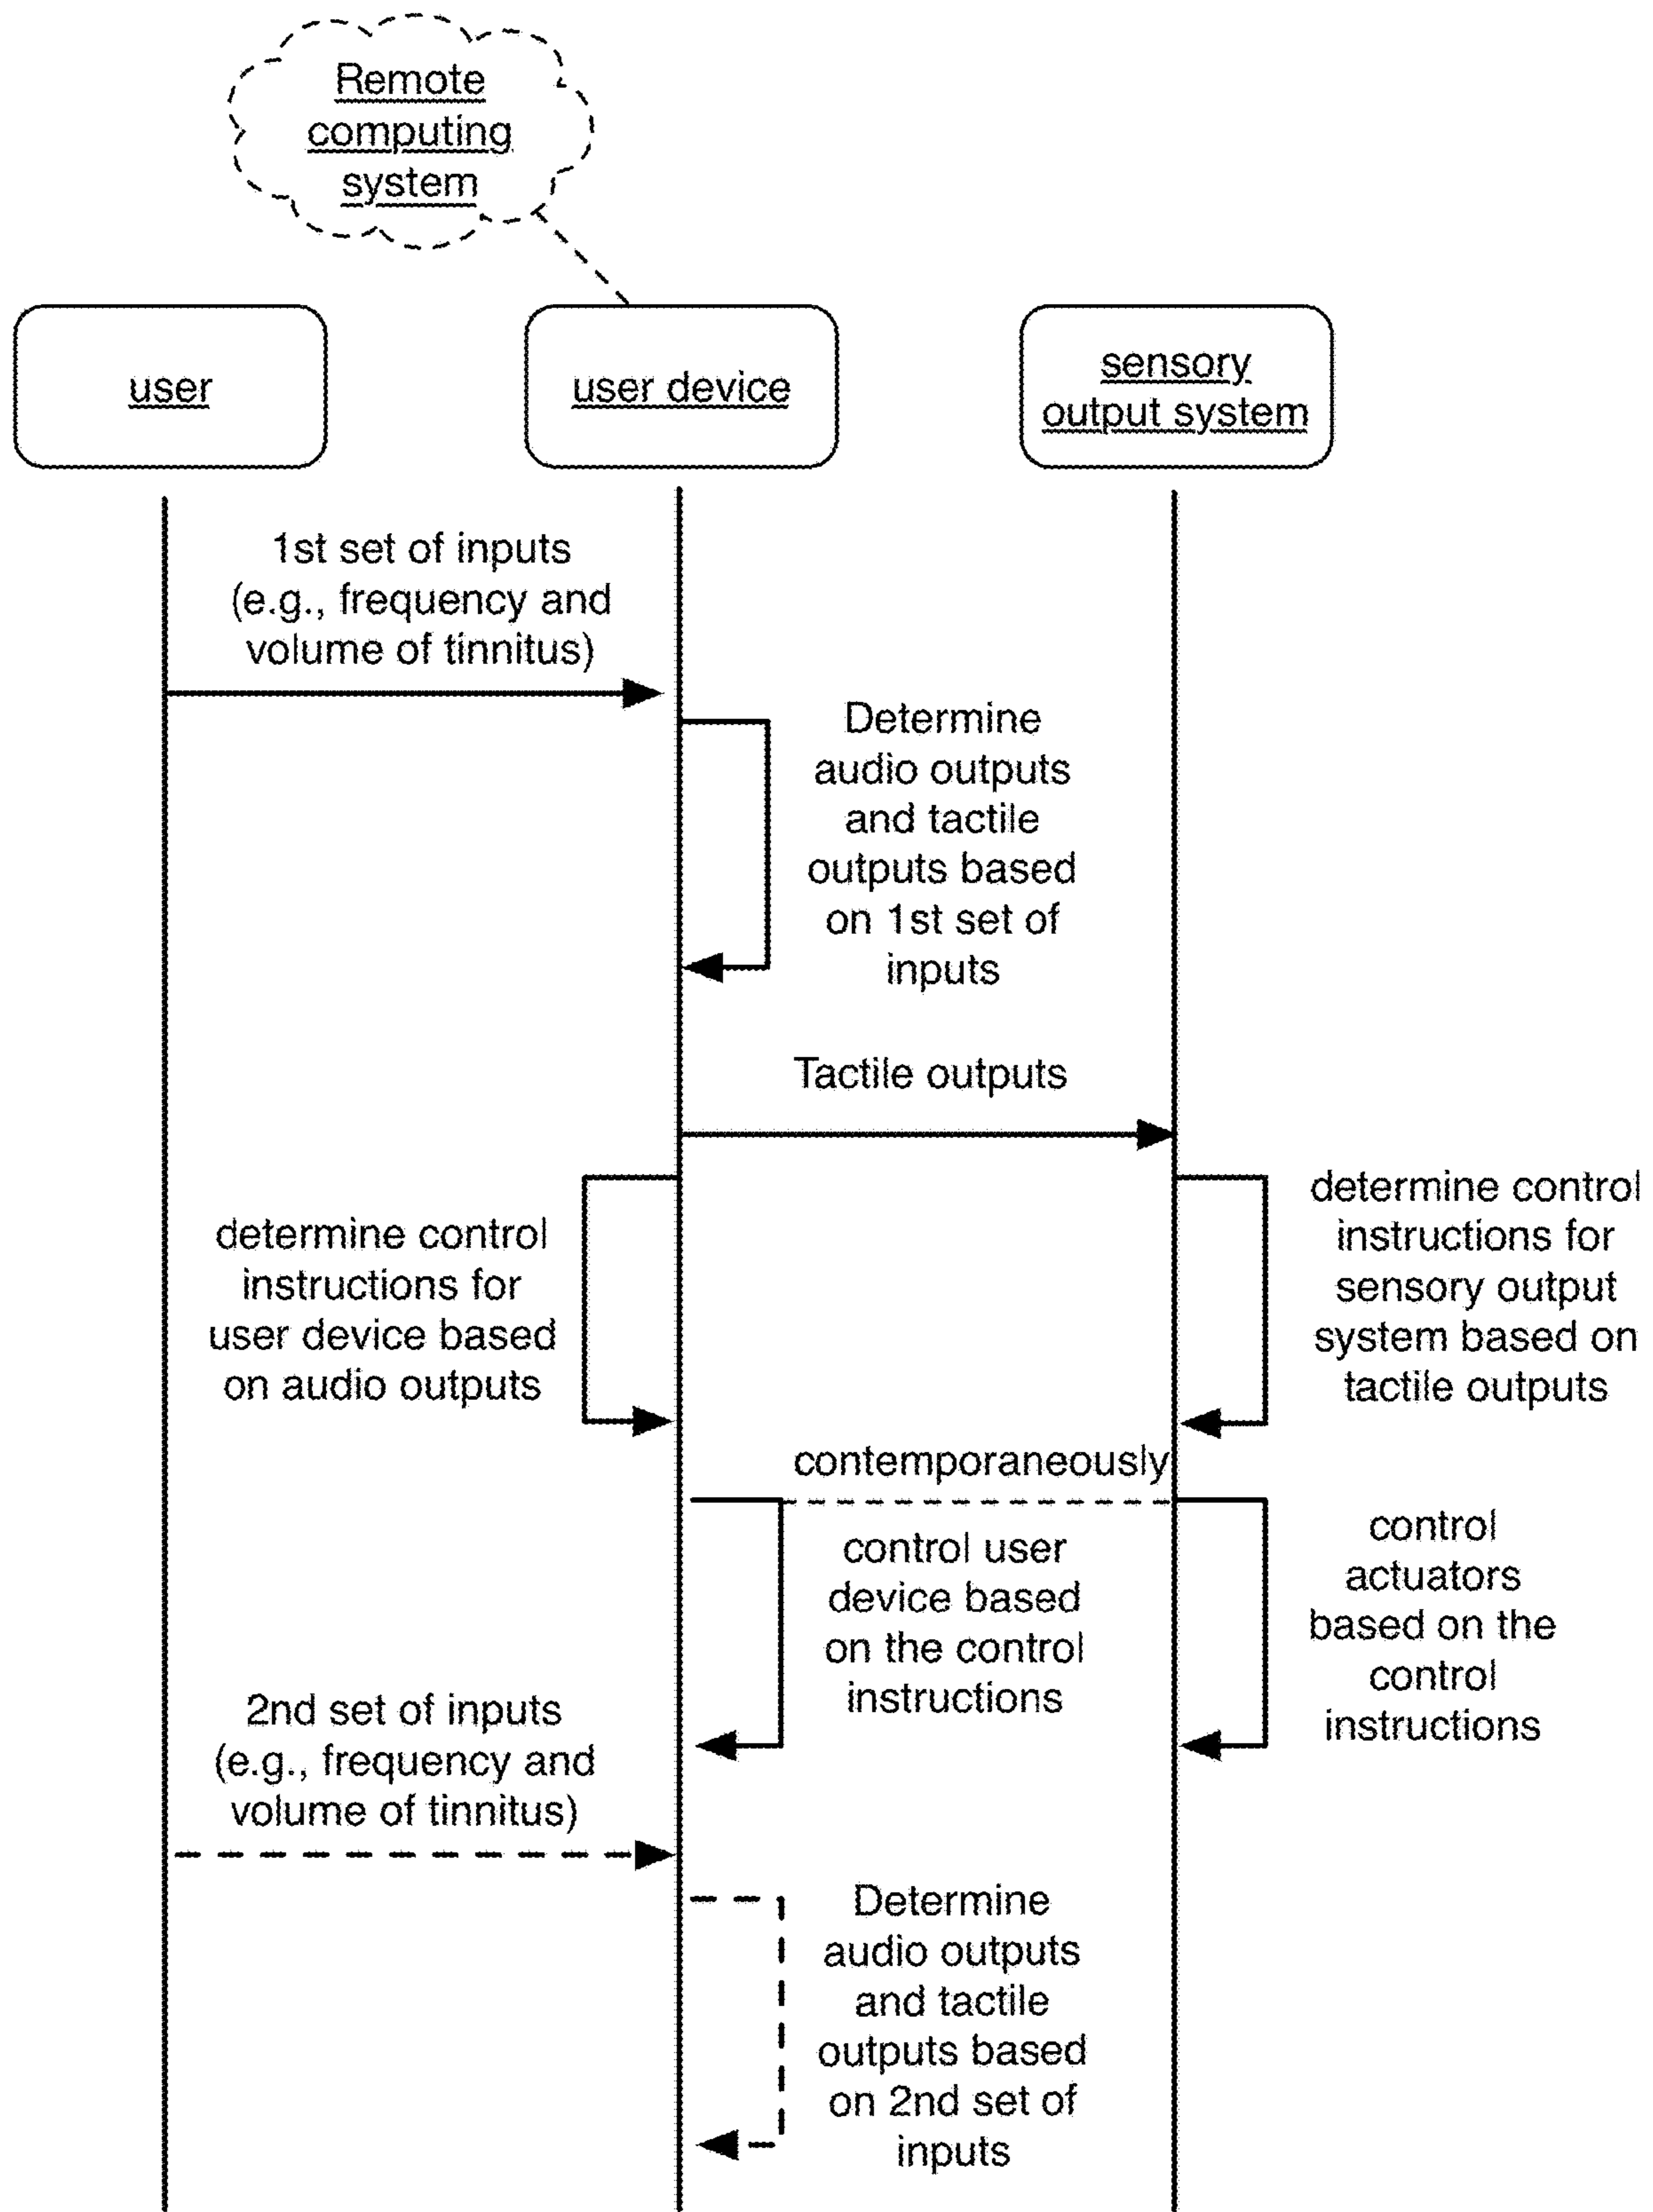 Remote
computing
system
user
user device
sensory
output system
1st set of inputs
(e.g., frequency and
volume of tinnitus)
Determine
audio outputs
and tactile
outputs based
on 1st set of
inputs
Tactile outputs
determine control
instructions for
user device based
on audio outputs
determine control
instructions for
sensory output
system based on
tactile outputs
contemporaneously
control user
device based
on the control
instructions
control
actuators
based on the
control
instructions
2nd set of inputs
(e.g., frequency and
volume of tinnitus)
Determine
audio outputs
and tactile
outputs based
on 2nd set of
inputs